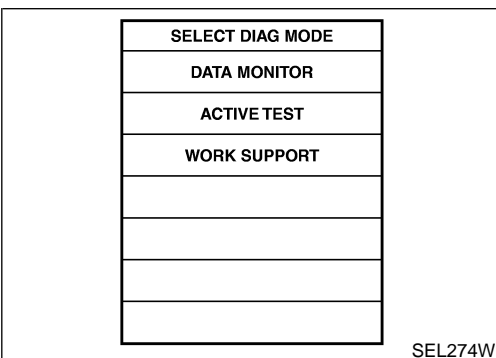 SELECT DIAG MODE
DATA MONITOR
ACTIVE TEST
WORK SUPPORT
SEL274W